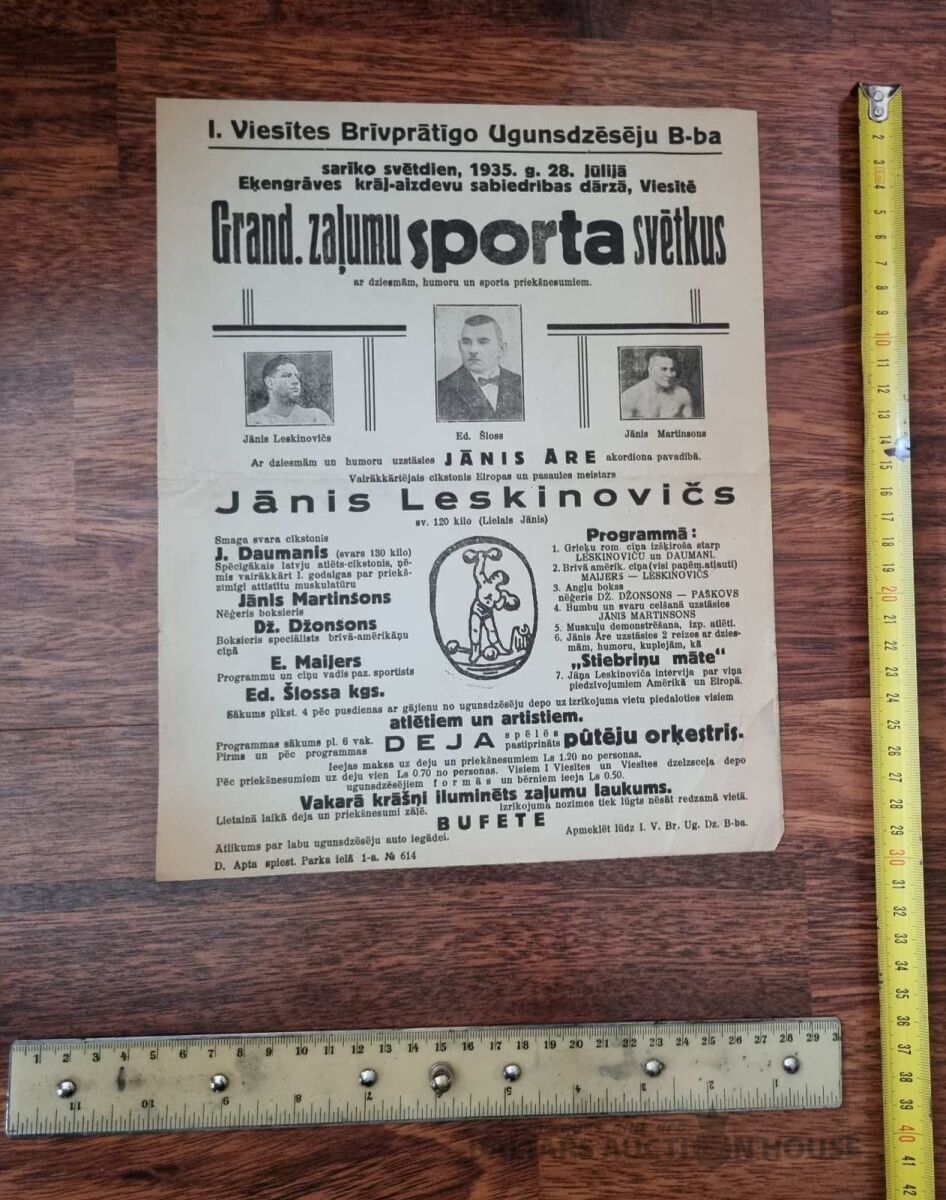 I. Viesītes Brīvprātīgo Ugunsdzēsēju B-ba
sarīko svētdien, 1935. g. 28. jūlijā
Eķengrāves krāj-aizdevu sabiedrības dārzā, Viesītē
Grand. zaļumu sporta svētkus
ar dziesmām, humoru un sporta priekšnesumiem.
Jānis Leskinovičs
Ed. Šloss
Jānis Martinsons
Ar dziesmām un humoru uzstāsies JĀNIS ĀRE akordiona pavadībā.
Vairākkārtējais cīkstonis Eiropas un pasaules meistars
Jānis Leskinovičs
sv. 120 kilo (Lielais Jānis)
Smaga svara cīkstonis
J. Daumanis (svars 130 kilo)
Spēcīgākais latvju atlēts-cīkstonis, ņē-
mis vairākkārt I. godalgas par priekš-
zīmīgi attīstītu muskulatūru
Jānis Martinsons
Nēģeris boksieris
Dž. Džonsons
Boksieris speciālists brīvā-amērikāņu
cīņā
E. Maijers
Programmu un cīņu vadīs paz. sportists
Ed. Šlossa kgs.
Programmā:
1. Grieķu rom. cīņa izšķiroša starp
LESKINOVIČU un DAUMANI.
2. Brīvā amērik. cīņa (visi paņēm. atļauti)
MAIJERS — LESKINOVIČS
3. Angļu bokss
nēģeris DŽ. DŽONSONS — PAŠKOVS
4. Bumbu un svaru celšanā uzstāsies
JĀNIS MARTINSONS
5. Muskuļu demonstrēšana, izp. atlēti.
6. Jānis Āre uzstāsies 2 reizes ar dzies-
mām, humoru, kuplejām, kā
„Stiebriņu māte“
7. Jāņa Leskinoviča intervija par viņa
piedzīvojumiem Amērikā un Eiropā.
Sākums plkst. 4 pēc pusdienas ar gājienu no ugunsdzēsēju depo uz izrīkojuma vietu piedaloties visiem
atlētiem un artistiem.
Programmas sākums pl. 6 vak.
Pirms un pēc programmas DEJA spēlēs pastiprināts pūtēju orķestris.
Ieejas maksa uz deju un priekšnesumiem Ls 1.20 no personas.
Pēc priekšnesumiem uz deju vien Ls 0.70 no personas. Visiem I Viesītes un Viesītes dzelzsceļa depo
ugunsdzēsējiem formās un bērniem ieeja Ls 0.50.
Vakarā krāšņi iluminēts zaļumu laukums.
Lietainā laikā deja un priekšnesumi zālē. Izrīkojuma nozīmes tiek lūgts nēsāt redzamā vietā.
BUFETE
Atlikums par labu ugunsdzēsēju auto iegādei. Apmeklēt lūdz I. V. Br. Ug. Dz. B-ba.
D. Apta spiest. Parka ielā 1-a. № 614
BALTARS AUCTION HOUSE